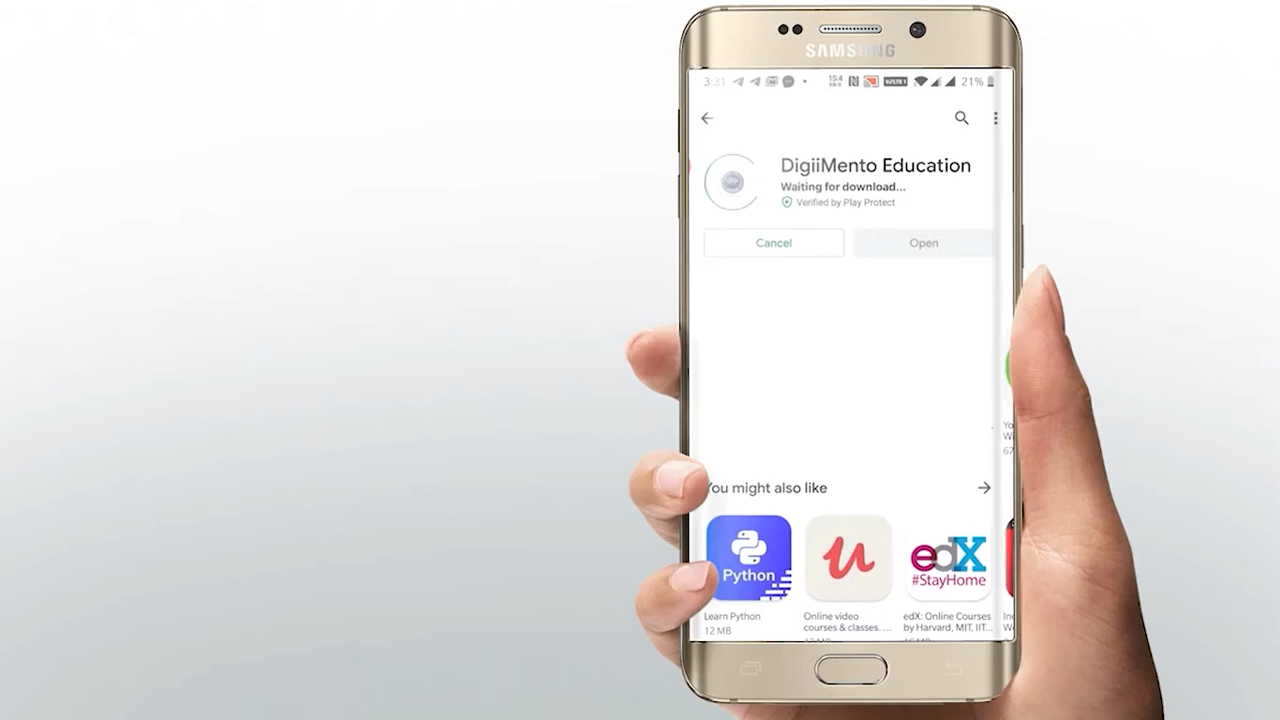 SAMSUNG
3:31
21%
DigiiMento Education
Waiting for download...
Verified by Play Protect
Cancel
Open
You might also like
Python
edX
#StayHome
Learn Python
12 MB
Online video
courses & classes. ...
edX: Online Courses
by Harvard, MIT, IIT...